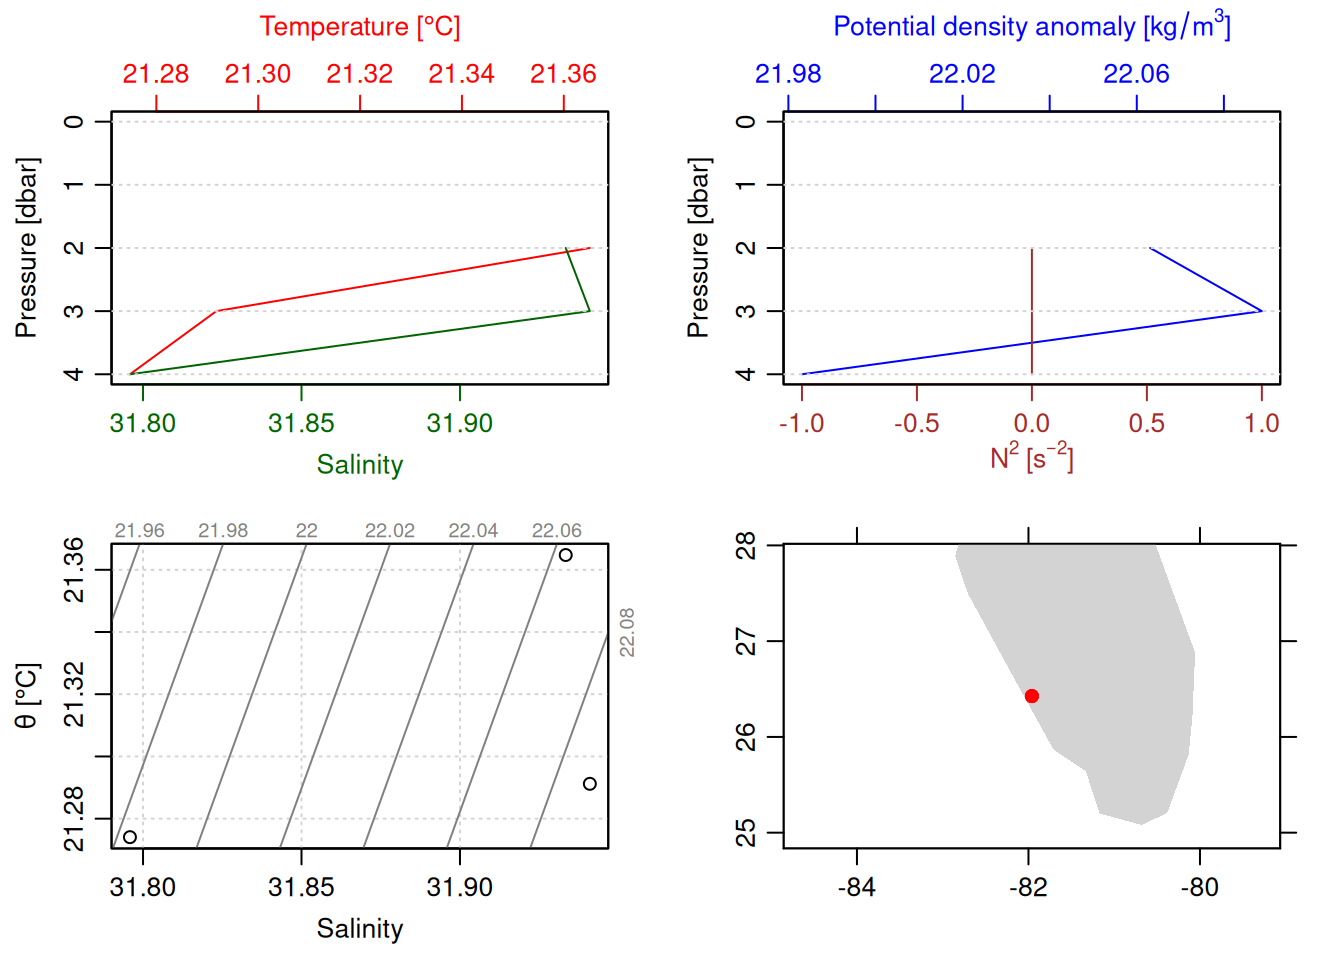 Temperature [°C]
21.28 21.30 21.32 21.34 21.36
Pressure [dbar]
0
1
2
3
4
31.80 31.85 31.90
Salinity
Potential density anomaly [kg/m³]
21.98 22.02 22.06
Pressure [dbar]
0
1
2
3
4
-1.0 -0.5 0.0 0.5 1.0
N² [s⁻²]
21.96 21.98 22 22.02 22.04 22.06
22.08
θ [°C]
21.36
21.32
21.28
31.80 31.85 31.90
Salinity
28
27
26
25
-84 -82 -80